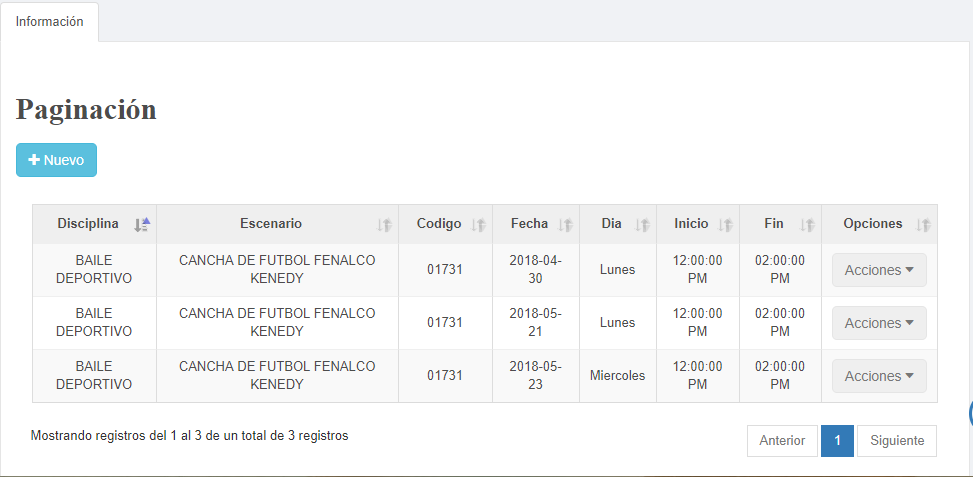 Información
Paginación
Nuevo
Disciplina Escenario Codigo Fecha Dia Inicio Fin Opciones
BAILE CANCHA DE FUTBOL FENALCO 01731 2018-04- Lunes 12:00:00 02:00:00 Acciones
DEPORTIVO KENEDY 30 PM PM
BAILE CANCHA DE FUTBOL FENALCO 01731 2018-05- Lunes 12:00:00 02:00:00 Acciones
DEPORTIVO KENEDY 21 PM PM
BAILE CANCHA DE FUTBOL FENALCO 01731 2018-05- Miercoles 12:00:00 02:00:00 Acciones
DEPORTIVO KENEDY 23 PM PM
Mostrando registros del 1 al 3 de un total de 3 registros
Anterior 1 Siguiente